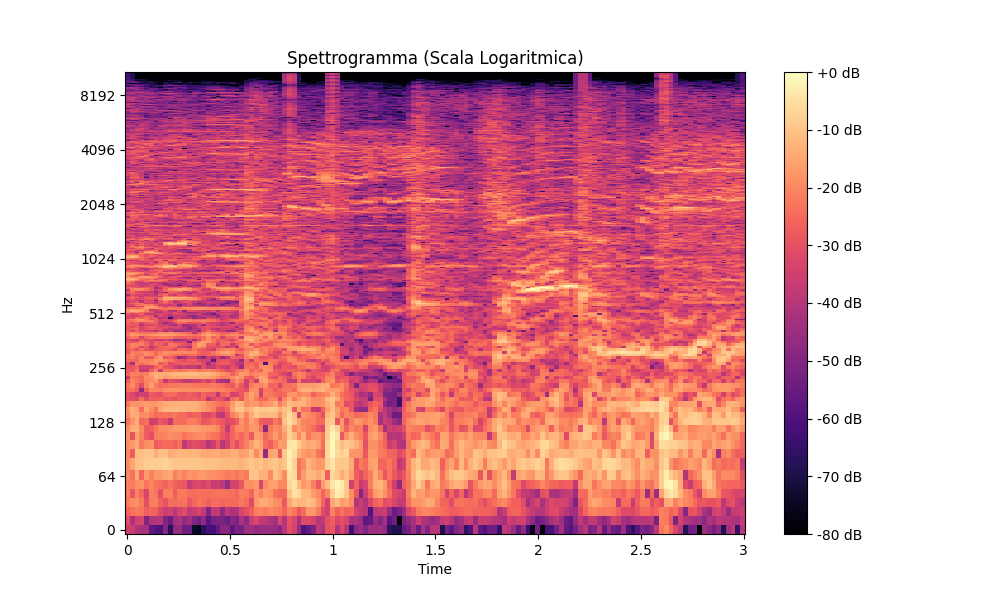 Spettrogramma (Scala Logaritmica)
Hz
8192
4096
2048
1024
512
256
128
64
0
0
0.5
1
1.5
2
2.5
3
Time
+0 dB
-10 dB
-20 dB
-30 dB
-40 dB
-50 dB
-60 dB
-70 dB
-80 dB